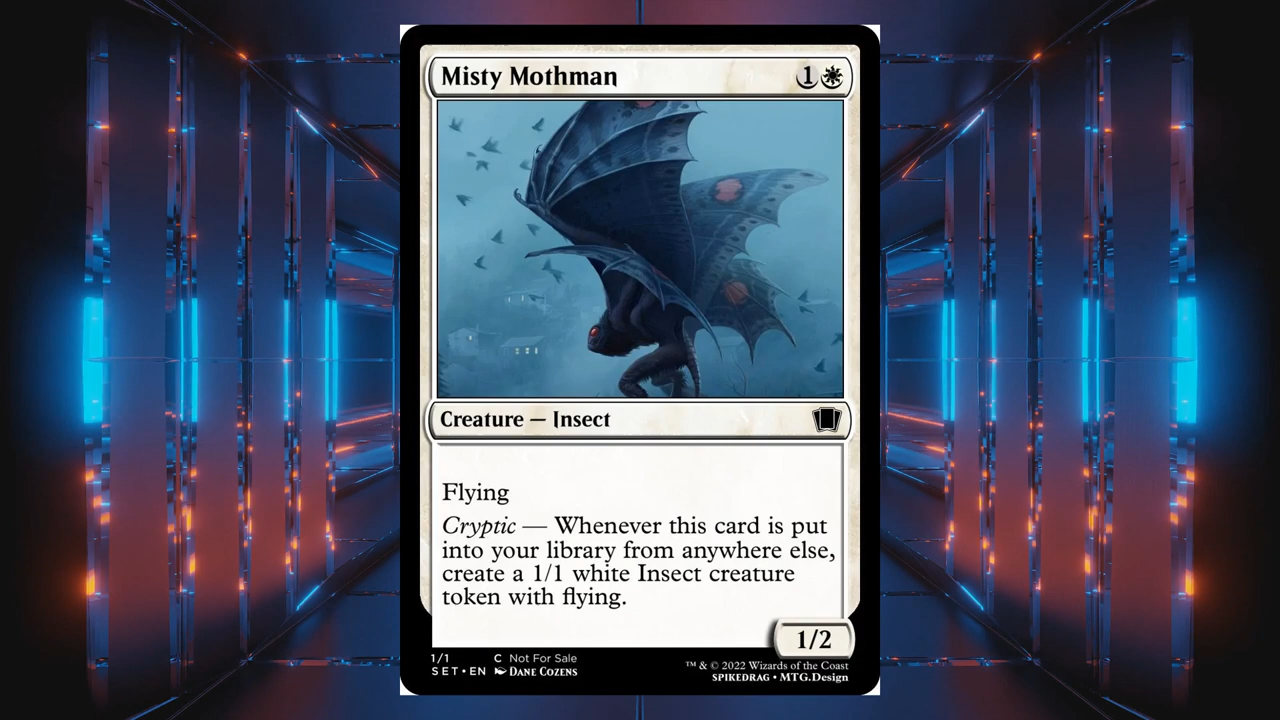 Misty Mothman 1
Creature — Insect
Flying
Cryptic — Whenever this card is put
into your library from anywhere else,
create a 1/1 white Insect creature
token with flying.
1/2
1/1 C Not For Sale
SET • EN DANE COZENS
™ & © 2022 Wizards of the Coast
SPIKEDRAG • MTG.Design